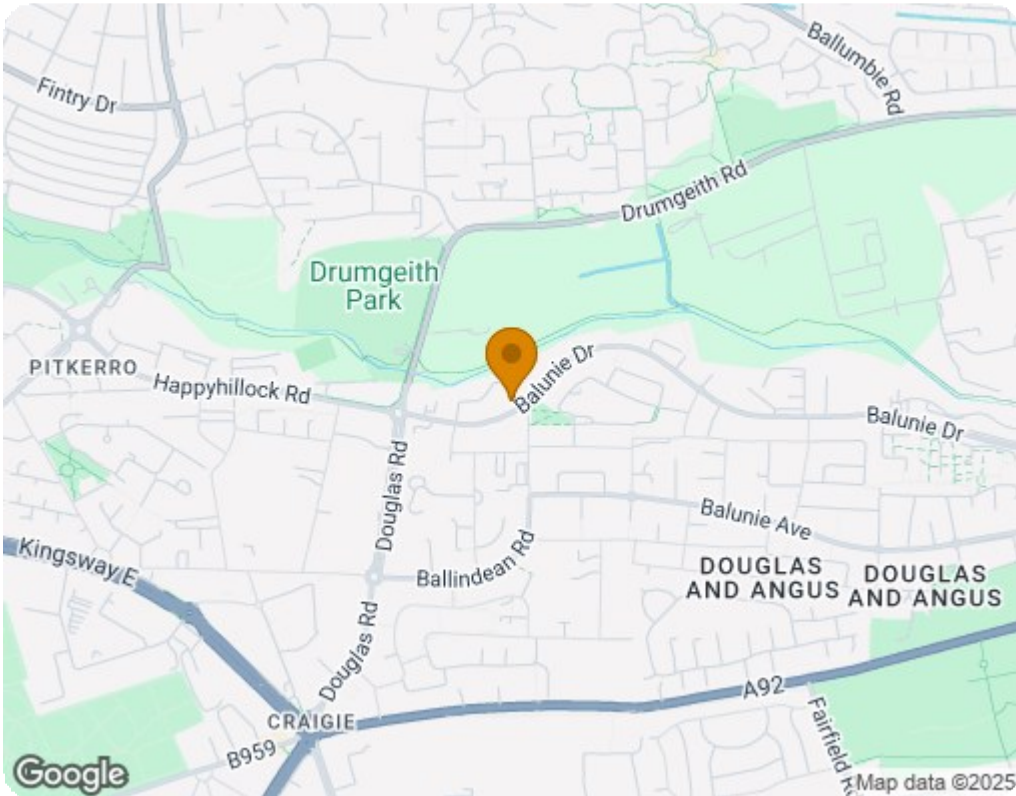 Ballumbie Rd
Fintry Dr
Drumgeith Rd
Drumgeith
Park
PITKERRO
Happyhillock Rd
Balunie Dr
Balunie Dr
Douglas Rd
Balunie Ave
Kingsway E
Ballindean Rd
DOUGLAS
AND ANGUS
DOUGLAS
AND ANGUS
Douglas Rd
A92
CRAIGIE
B959
Fairfield
Google
Map data ©2025